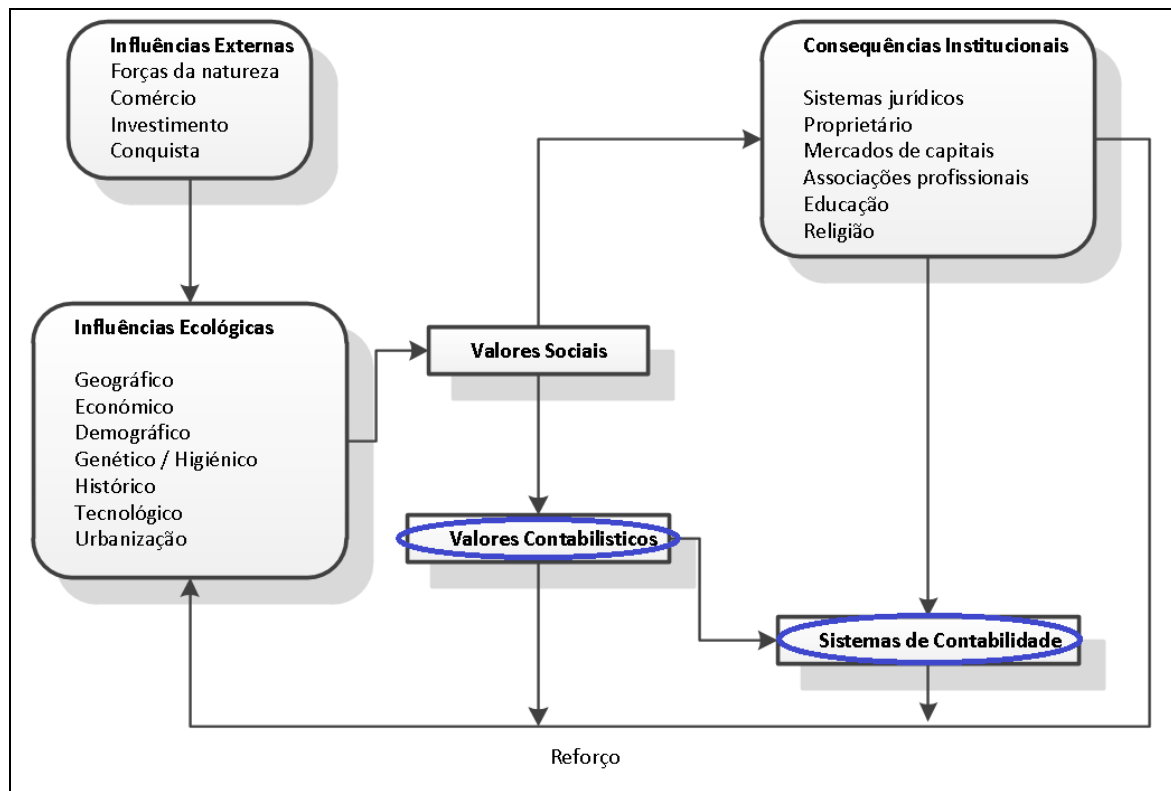 Influências Externas
Forças da natureza
Comércio
Investimento
Conquista
Consequências Institucionais
Sistemas jurídicos
Proprietário
Mercados de capitais
Associações profissionais
Educação
Religião
Influências Ecológicas
Geográfico
Económico
Demográfico
Genético / Higiénico
Histórico
Tecnológico
Urbanização
Valores Sociais
Valores Contabilisticos
Sistemas de Contabilidade
Reforço